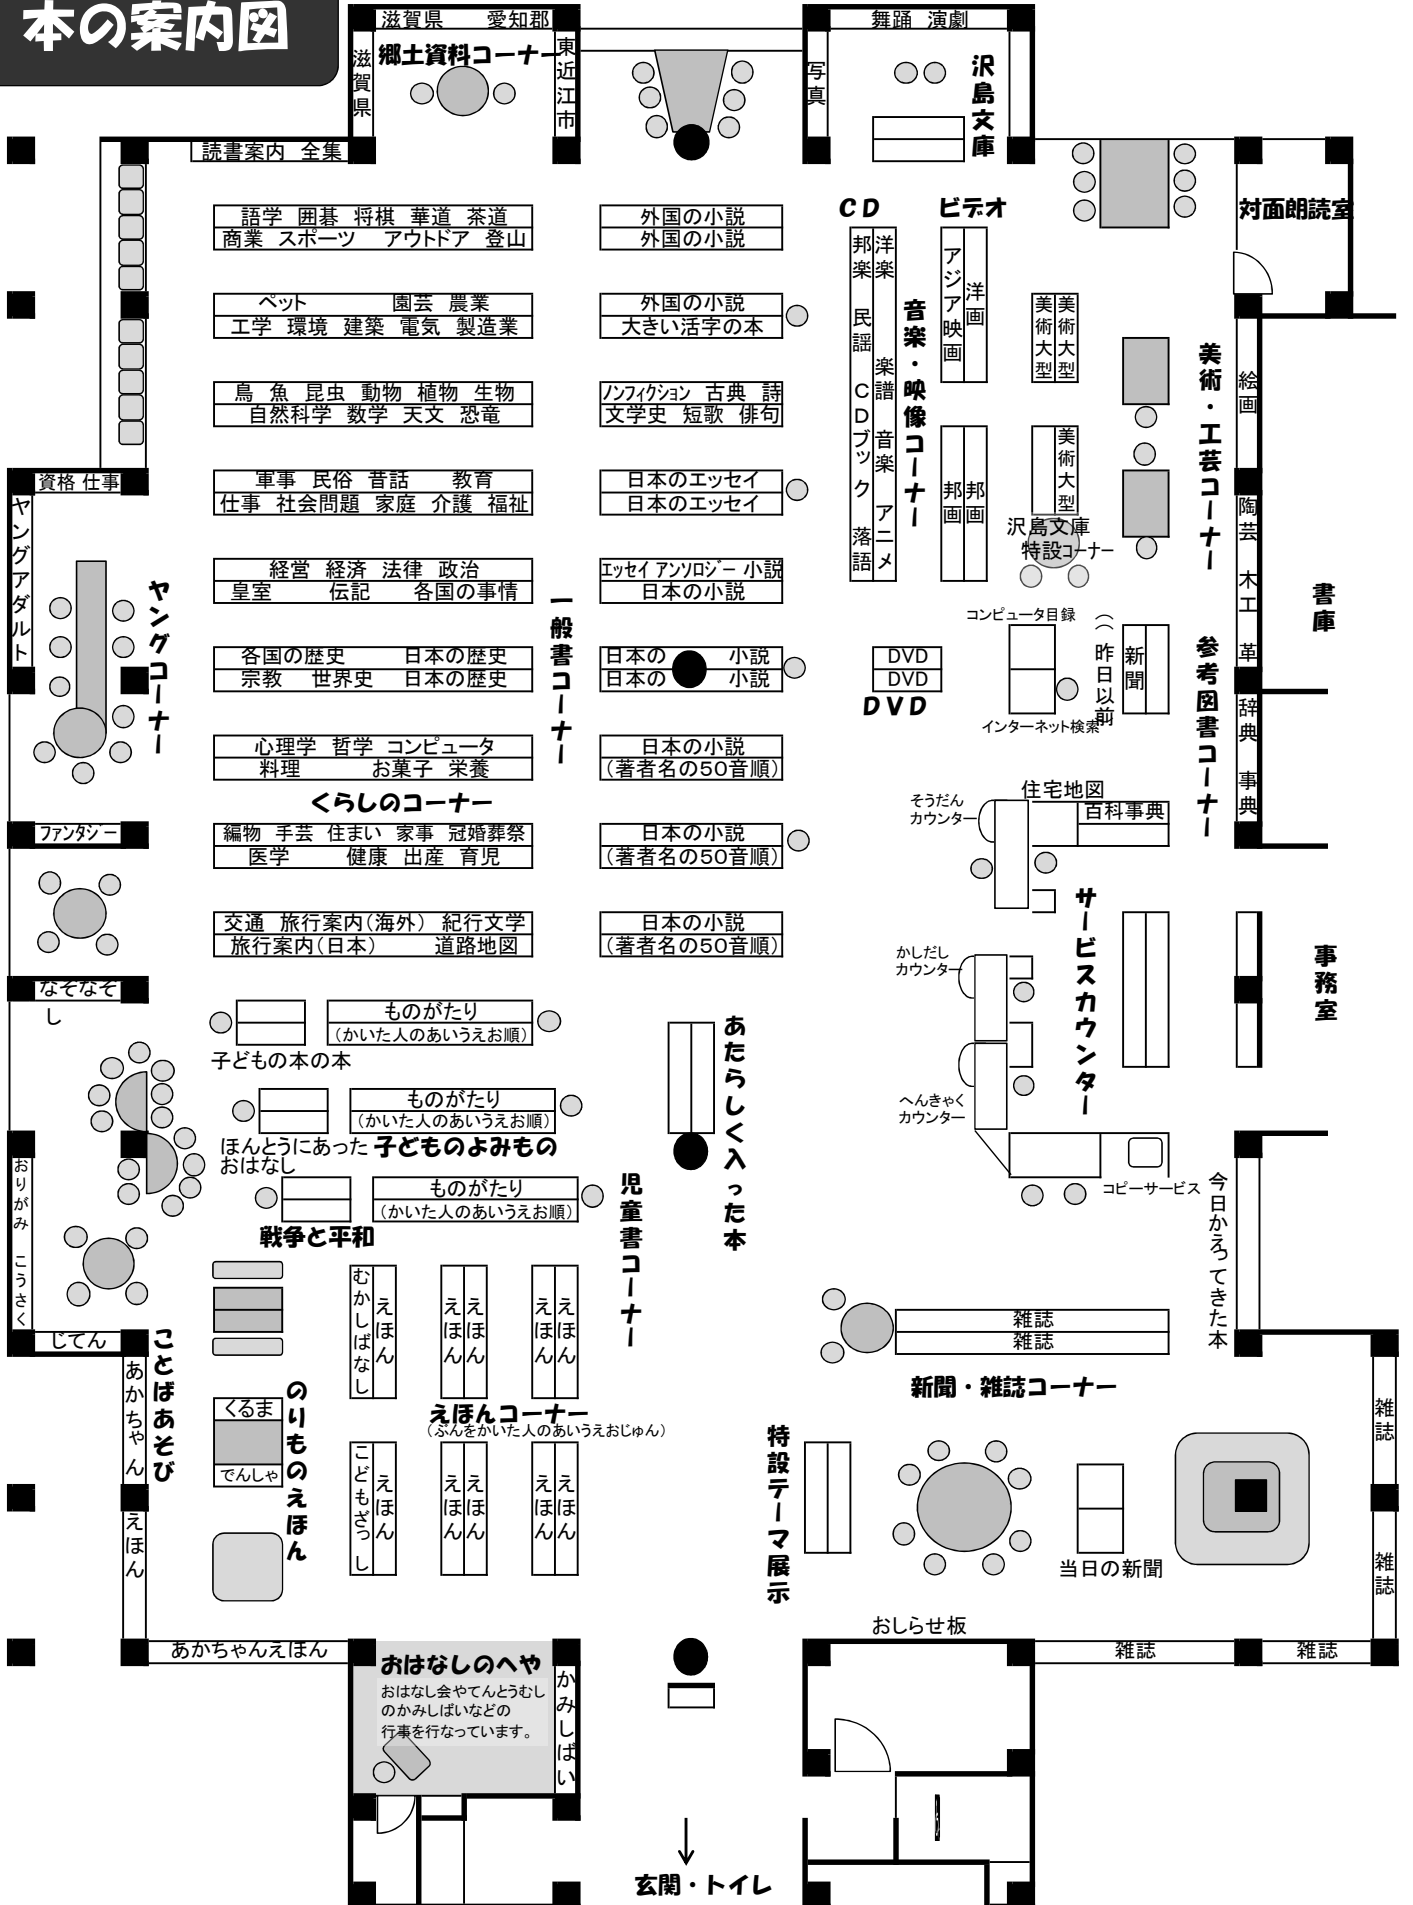 本の案内図
滋賀県　愛知郡
滋賀県
郷土資料コーナー
東近江市
舞踊　演劇
写真
沢島文庫
読書案内　全集
対面朗読室
語学　囲碁　将棋　華道　茶道
商業　スポーツ　アウトドア　登山
外国の小説
外国の小説
ペット　園芸　農業
工学　環境　建築　電気　製造業
外国の小説
大きい活字の本
鳥　魚　昆虫　動物　植物　生物
自然科学　数学　天文　恐竜
ノンフィクション　古典　詩
文学史　短歌　俳句
軍事　民俗　昔話　教育
仕事　社会問題　家庭　介護　福祉
日本のエッセイ
日本のエッセイ
経営　経済　法律　政治
皇室　伝記　各国の事情
エッセイ アンソロジー 小説
日本の小説
各国の歴史　日本の歴史
宗教　世界史　日本の歴史
日本の　小説
日本の　小説
心理学　哲学　コンピュータ
料理　お菓子　栄養
日本の小説
(著者名の50音順)
くらしのコーナー
編物　手芸　住まい　家事　冠婚葬祭
医学　健康　出産　育児
日本の小説
(著者名の50音順)
交通　旅行案内(海外)　紀行文学
旅行案内(日本)　道路地図
日本の小説
(著者名の50音順)
一般書コーナー
CD
邦楽　民謡　CDブック　落語
洋楽　楽譜　音楽　アニメ
音楽・映像コーナー
ビデオ
アジア映画
洋画
邦画
邦画
美術大型
美術大型
美術大型
沢島文庫
特設コーナー
美術・工芸コーナー
絵画
陶芸　木工　革
辞典　事典
書庫
参考図書コーナー
コンピュータ目録
インターネット検索
(昨日以前)
新聞
DVD
DVD
DVD
住宅地図
百科事典
そうだん
カウンター
かしだし
カウンター
へんきゃく
カウンター
サービスカウンター
事務室
コピーサービス
今日かえってきた本
資格 仕事
ヤングアダルト
ヤングコーナー
ファンタジー
なぞなぞ
し
おりがみ　こうさく
じてん
ことばあそび
あかちゃん
えほん
あかちゃんえほん
ものがたり
(かいた人のあいうえお順)
子どもの本の本
ものがたり
(かいた人のあいうえお順)
ほんとうにあった
おはなし
子どものよみもの
ものがたり
(かいた人のあいうえお順)
戦争と平和
児童書コーナー
あたらしく入った本
くるま
でんしゃ
のりもののえほん
むかしばなし
えほん
えほん
えほん
えほん
えほん
えほんコーナー
(ぶんをかいた人のあいうえおじゅん)
こどもざっし
えほん
えほん
えほん
えほん
えほん
雑誌
雑誌
新聞・雑誌コーナー
特設テーマ展示
当日の新聞
雑誌
雑誌
おしらせ板
雑誌
雑誌
おはなしのへや
おはなし会やてんとうむし
のかみしばいなどの
行事を行なっています。
かみしばい
玄関・トイレ